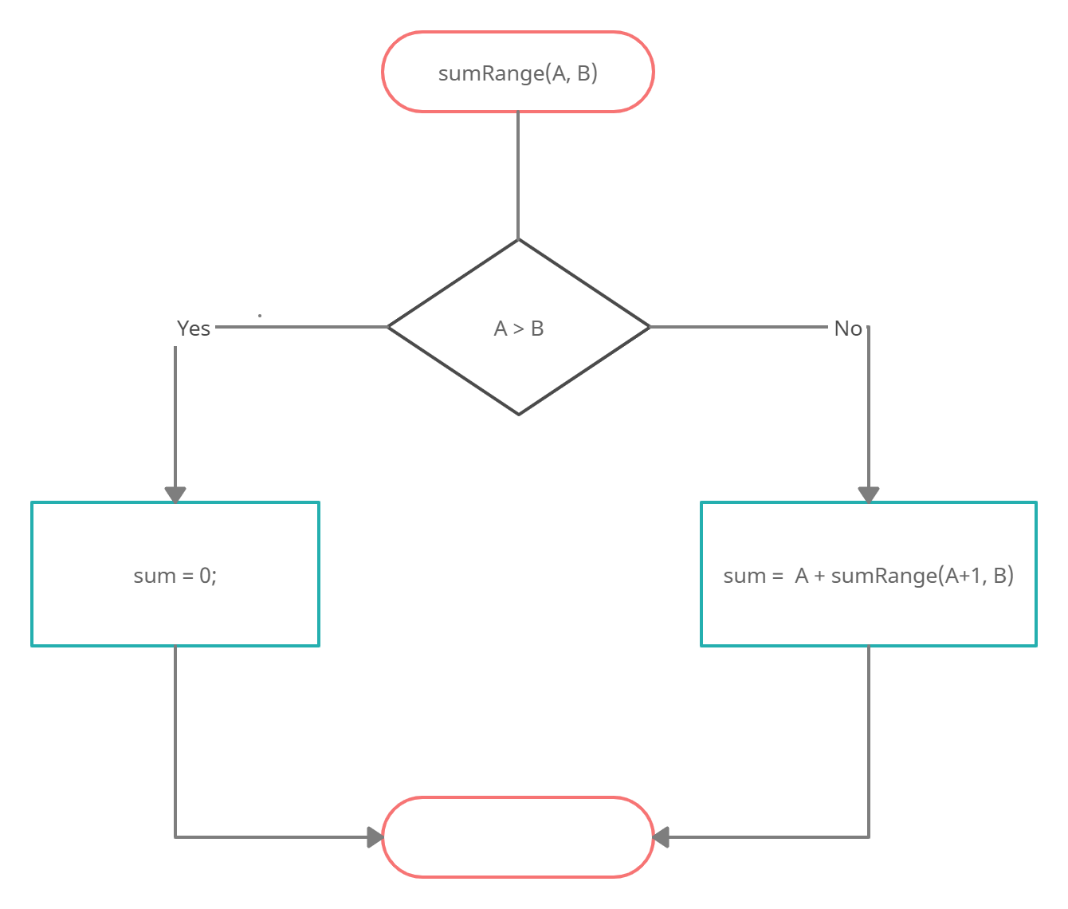 sumRange(A, B)
A > B
Yes
No
sum = 0;
sum =  A + sumRange(A+1, B)